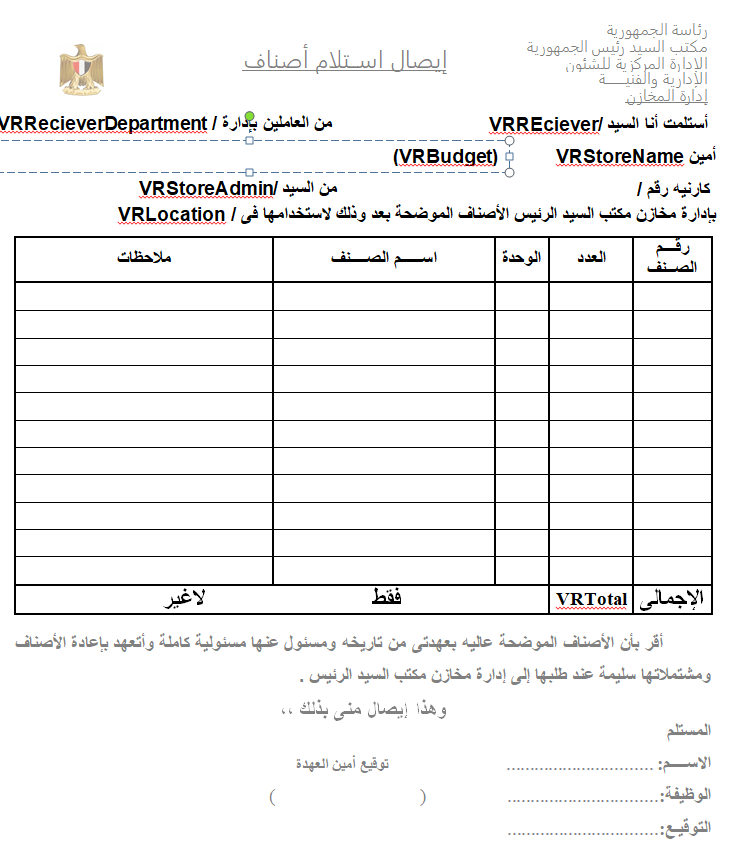 رئاسة الجمهورية
مكتب السيد رئيس الجمهورية
الإدارة المركزية للشئون
الإدارية والفنيـــة
إدارة المخازن
إيصال استـلام أصناف
أستلمت أنا السيد /VRREciever من العاملين بإدارة / VRRecieverDepartment
أمين VRStoreName (VRBudget)
كارنيه رقم / من السيد /VRStoreAdmin
بإدارة مخازن مكتب السيد الرئيس الأصناف الموضحة بعد وذلك لاستخدامها فى / VRLocation
رقـــم الصــنف العدد الوحدة اســـم الصــــنف ملاحظات
الإجمالى VRTotal فقط لاغير
أقر بأن الأصناف الموضحة عاليه بعهدتى من تاريخه ومسئول عنها مسئولية كاملة وأتعهد بإعادة الأصناف
ومشتملاتها سليمة عند طلبها إلى إدارة مخازن مكتب السيد الرئيس .
وهذا إيصال منى بذلك ،،
المستلم
الاســـم: ............................... توقيع أمين العهدة
الوظيفة:................................ ( )
التوقيـع:................................